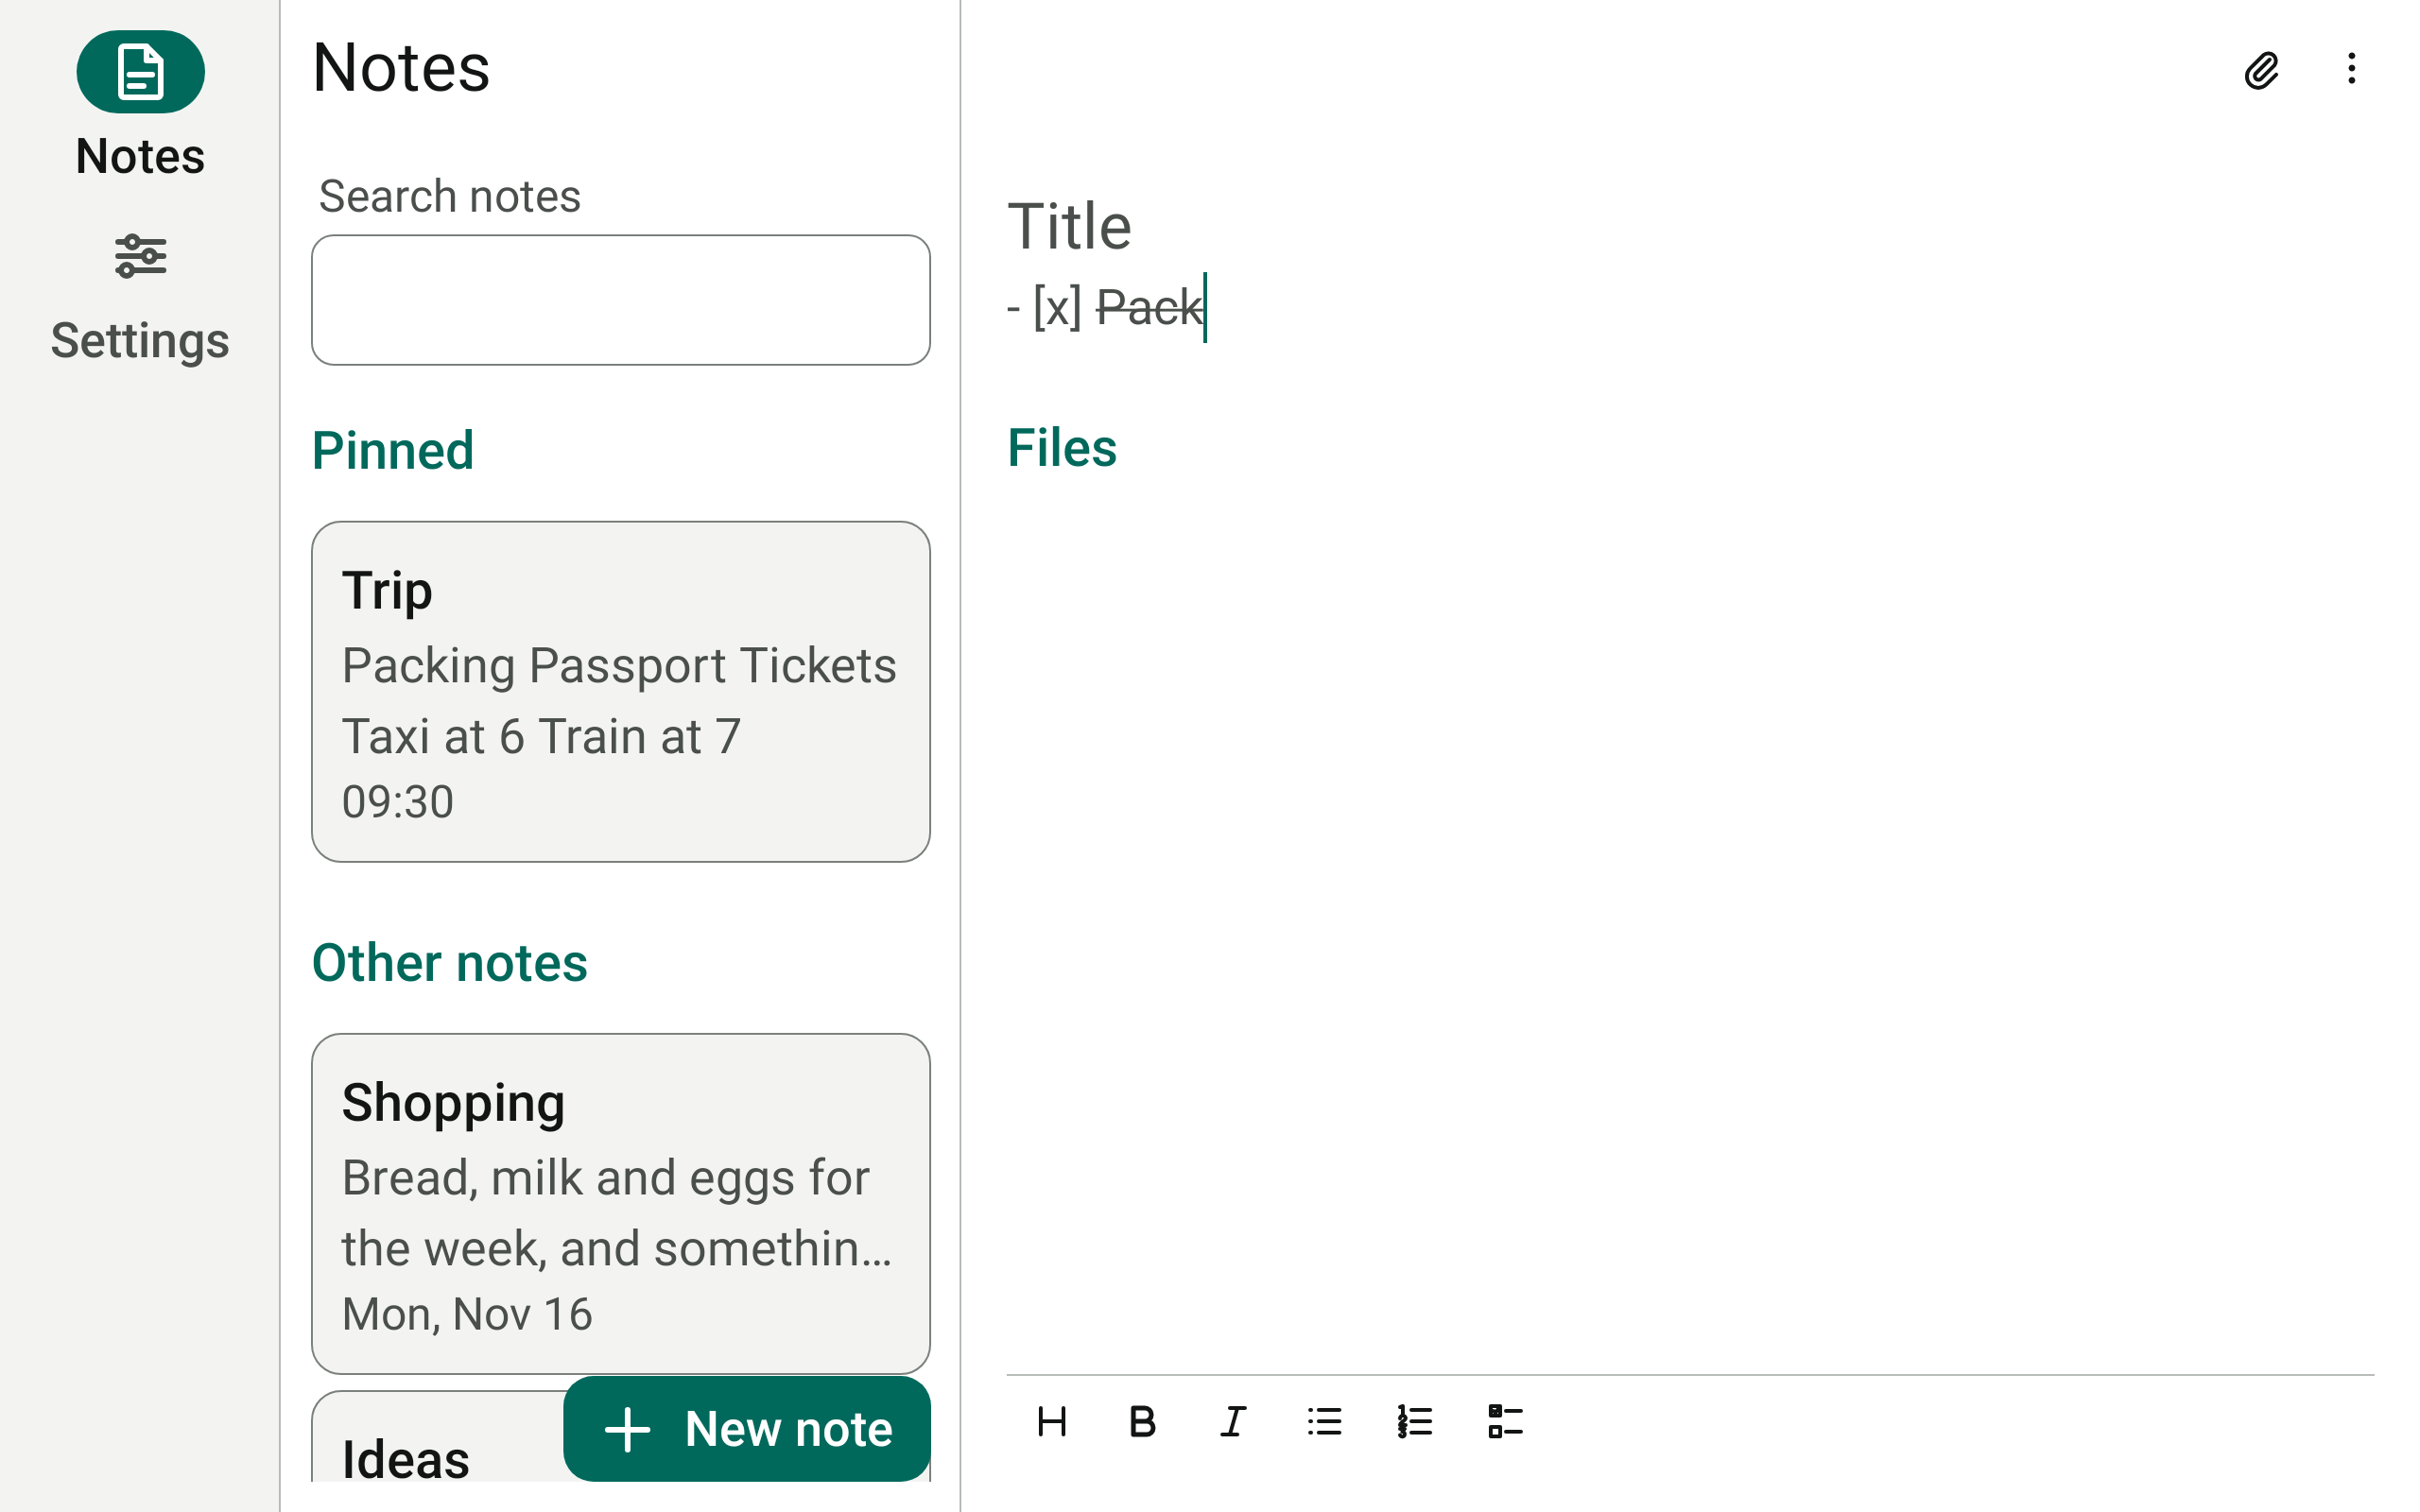 Notes
Settings
Notes
Search notes
Pinned
Trip
Packing Passport Tickets
Taxi at 6 Train at 7
09:30
Other notes
Shopping
Bread, milk and eggs for
the week, and somethin…
Mon, Nov 16
Ideas
New note
Title
- [x] Pack
Files